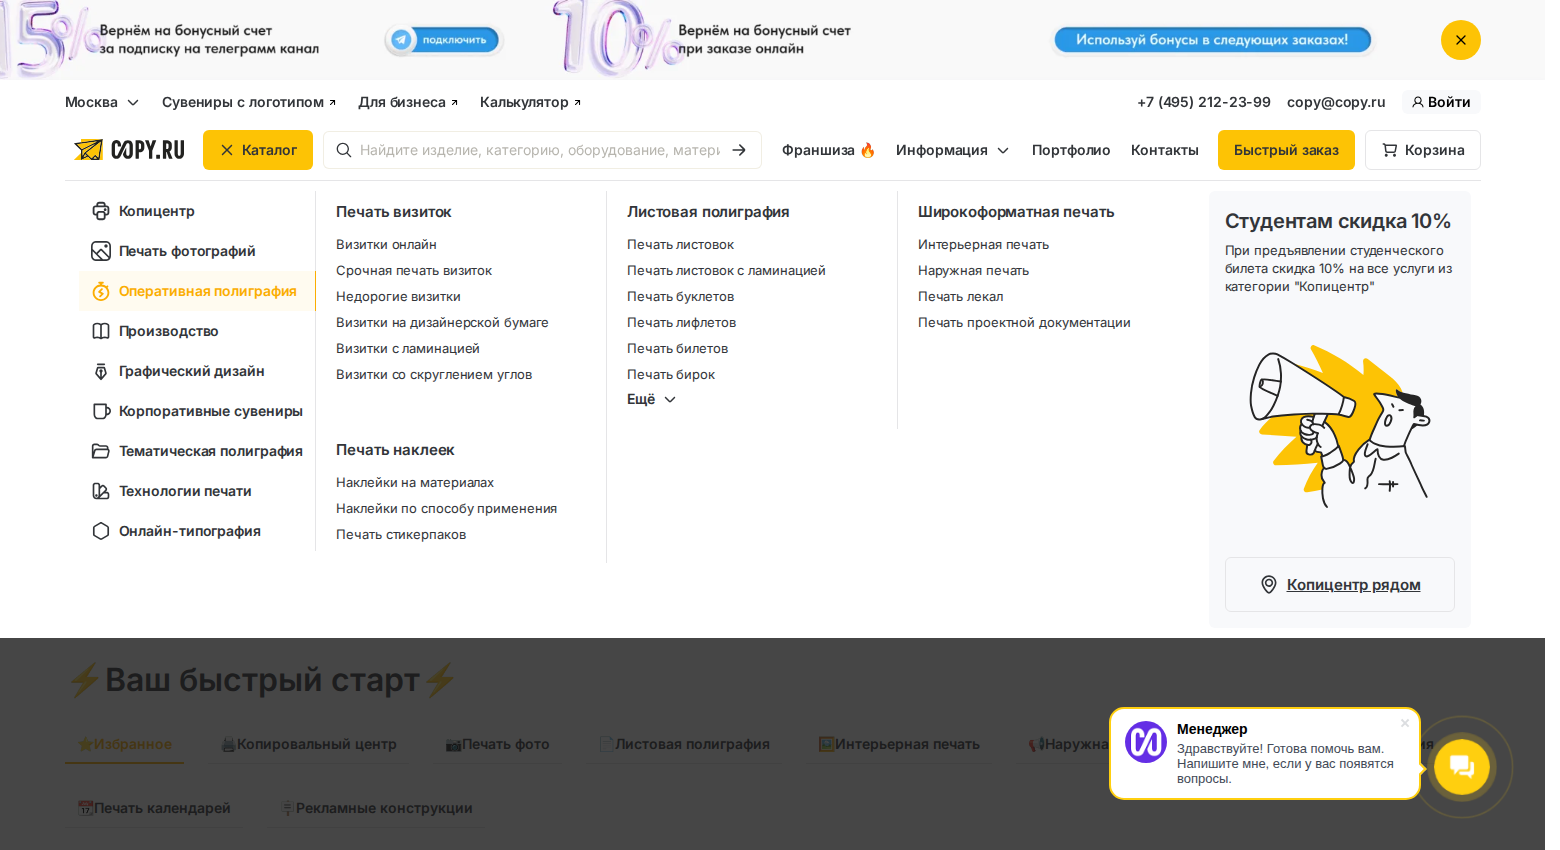 15%
Вернём на бонусный счет
за подписку на телеграмм канал
подключить
10%
Вернём на бонусный счет
при заказе онлайн
Используй бонусы в следующих заказах!
Москва
Сувениры с логотипом
Для бизнеса
Калькулятор
+7 (495) 212-23-99
copy@copy.ru
Войти
COPY.RU
Каталог
Найдите изделие, категорию, оборудование, матери
Франшиза 🔥
Информация
Портфолио
Контакты
Быстрый заказ
Корзина
Копицентр
Печать фотографий
Оперативная полиграфия
Производство
Графический дизайн
Корпоративные сувениры
Тематическая полиграфия
Технологии печати
Онлайн-типография
Печать визиток
Визитки онлайн
Срочная печать визиток
Недорогие визитки
Визитки на дизайнерской бумаге
Визитки с ламинацией
Визитки со скруглением углов
Печать наклеек
Наклейки на материалах
Наклейки по способу применения
Печать стикерпаков
Листовая полиграфия
Печать листовок
Печать листовок с ламинацией
Печать буклетов
Печать лифлетов
Печать билетов
Печать бирок
Ещё
Широкоформатная печать
Интерьерная печать
Наружная печать
Печать лекал
Печать проектной документации
Студентам скидка 10%
При предъявлении студенческого
билета скидка 10% на все услуги из
категории "Копицентр"
Копицентр рядом
⚡Ваш быстрый старт⚡
⭐Избранное
🖨️Копировальный центр
📷Печать фото
📄Листовая полиграфия
🖼️Интерьерная печать
📢Наружна
📆Печать календарей
🪧Рекламные конструкции
Менеджер
Здравствуйте! Готова помочь вам.
Напишите мне, если у вас появятся
вопросы.